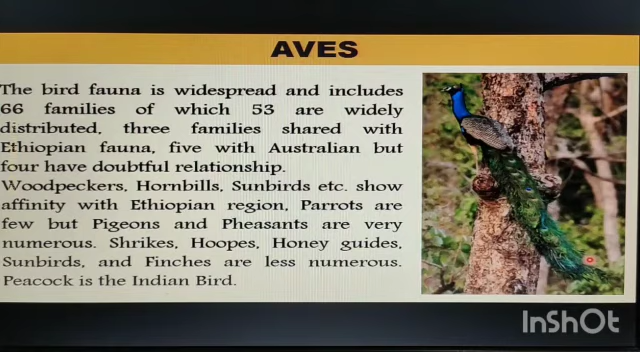 AVES
The bird fauna is widespread and includes
66 families of which 53 are widely
distributed, three families shared with
Ethiopian fauna, five with Australian but
four have doubtful relationship.
Woodpeckers, Hornbills, Sunbirds etc. show
affinity with Ethiopian region, Parrots are
few but Pigeons and Pheasants are very
numerous. Shrikes, Hoopes, Honey guides,
Sunbirds, and Finches are less numerous.
Peacock is the Indian Bird.
InShOt